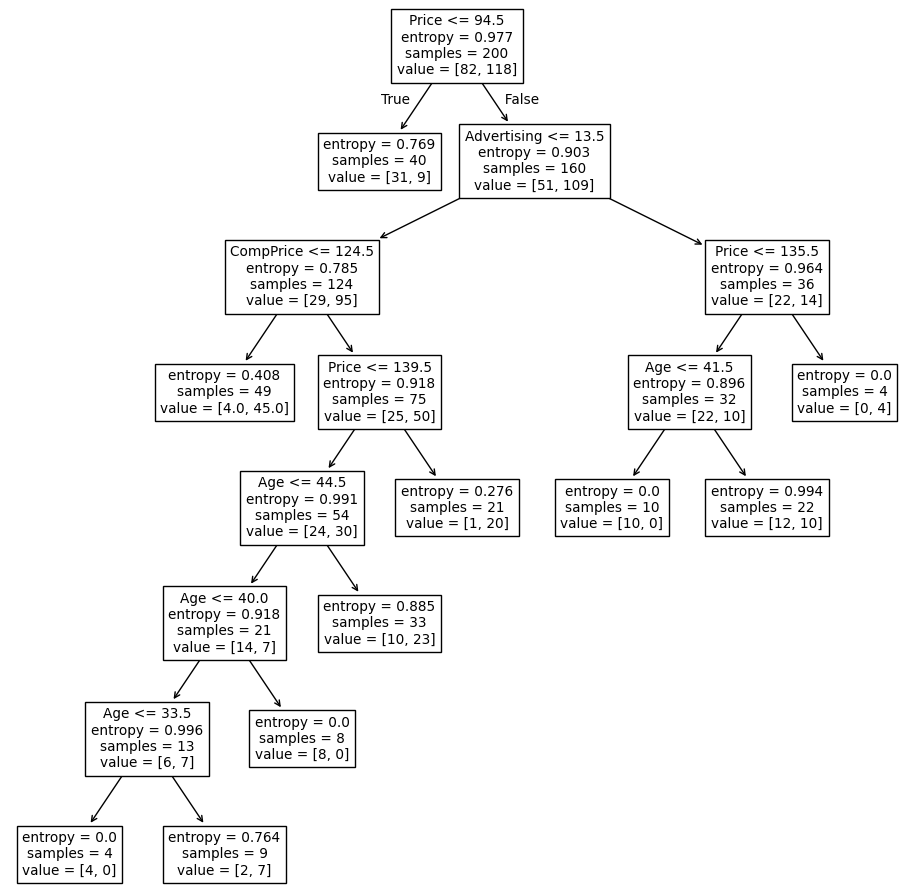 Price <= 94.5
entropy = 0.977
samples = 200
value = [82, 118]
True
False
entropy = 0.769
samples = 40
value = [31, 9]
Advertising <= 13.5
entropy = 0.903
samples = 160
value = [51, 109]
CompPrice <= 124.5
entropy = 0.785
samples = 124
value = [29, 95]
Price <= 135.5
entropy = 0.964
samples = 36
value = [22, 14]
entropy = 0.408
samples = 49
value = [4.0, 45.0]
Price <= 139.5
entropy = 0.918
samples = 75
value = [25, 50]
Age <= 41.5
entropy = 0.896
samples = 32
value = [22, 10]
entropy = 0.0
samples = 4
value = [0, 4]
Age <= 44.5
entropy = 0.991
samples = 54
value = [24, 30]
entropy = 0.276
samples = 21
value = [1, 20]
entropy = 0.0
samples = 10
value = [10, 0]
entropy = 0.994
samples = 22
value = [12, 10]
Age <= 40.0
entropy = 0.918
samples = 21
value = [14, 7]
entropy = 0.885
samples = 33
value = [10, 23]
Age <= 33.5
entropy = 0.996
samples = 13
value = [6, 7]
entropy = 0.0
samples = 8
value = [8, 0]
entropy = 0.0
samples = 4
value = [4, 0]
entropy = 0.764
samples = 9
value = [2, 7]